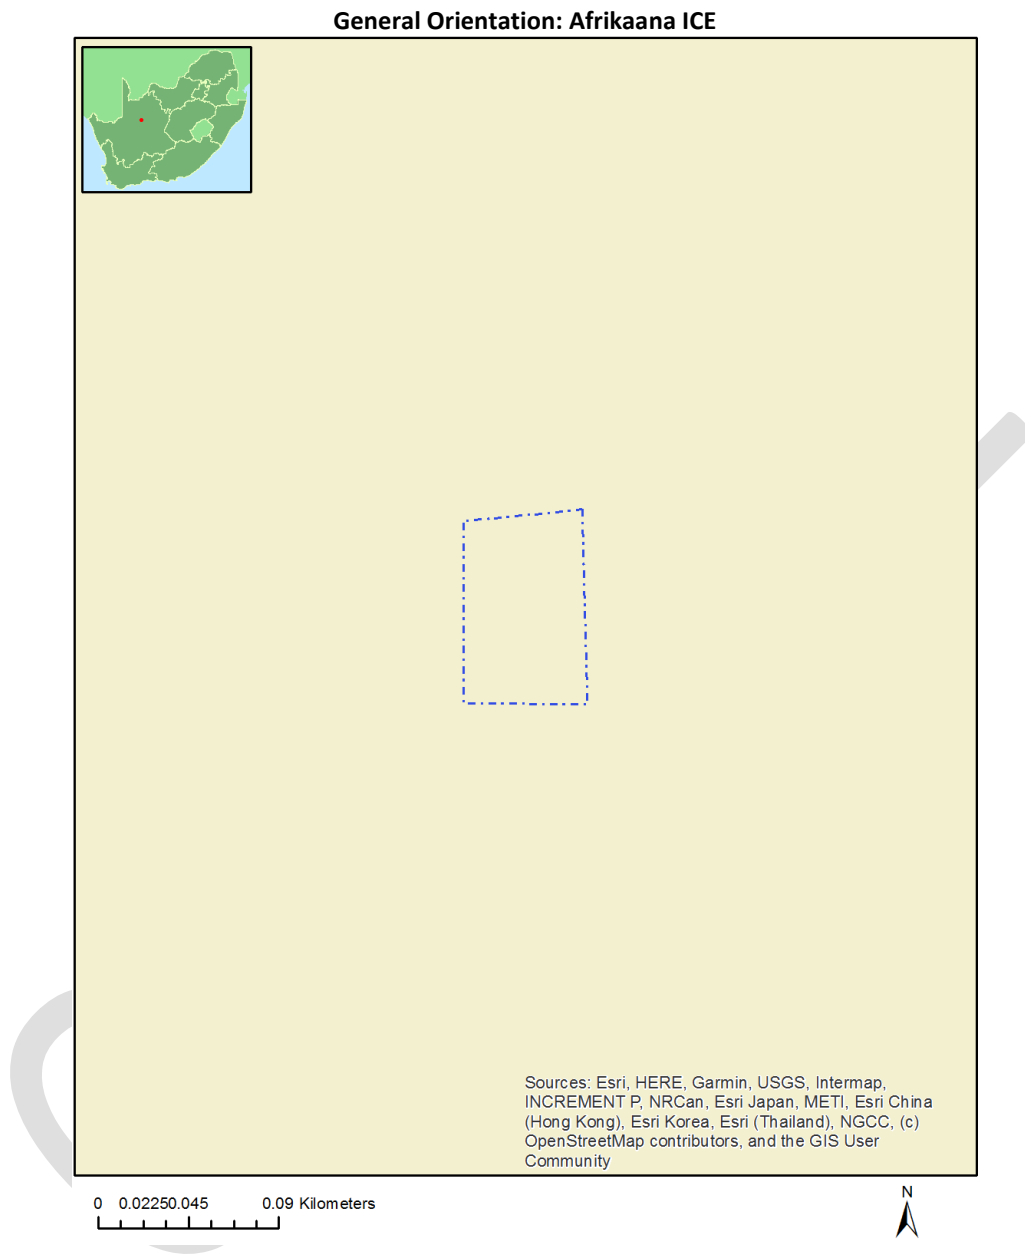 General Orientation: Afrikaana ICE
Sources: Esri, HERE, Garmin, USGS, Intermap,
INCREMENT P, NRCan, Esri Japan, METI, Esri China
(Hong Kong), Esri Korea, Esri (Thailand), NGCC, (c)
OpenStreetMap contributors, and the GIS User
Community
0 0.02250.045 0.09 Kilometers
N